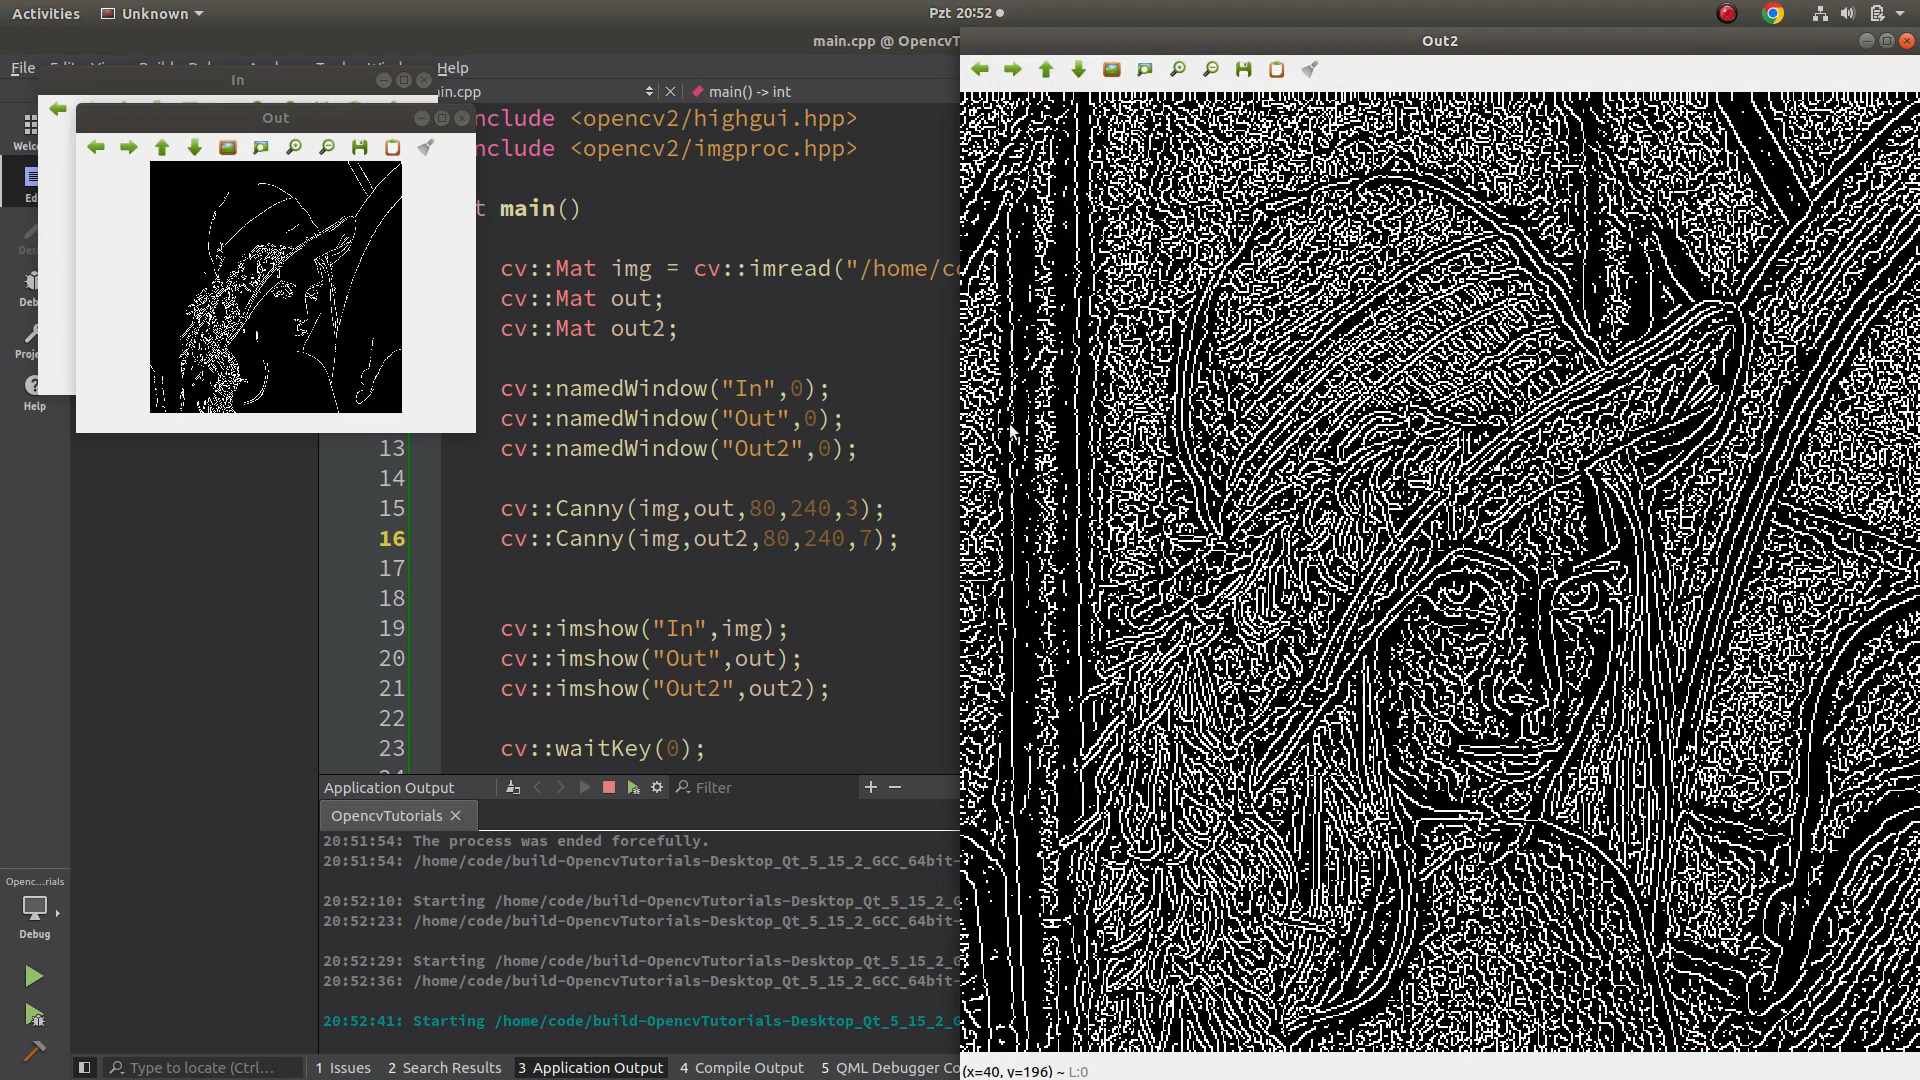 Activities Unknown Pzt 20:52
main.cpp @ OpencvT
Out2
File Help
In
in.cpp main() -> int
Out
nclude <opencv2/highgui.hpp>
nclude <opencv2/imgproc.hpp>
t main()
cv::Mat img = cv::imread("/home/co
cv::Mat out;
cv::Mat out2;
cv::namedWindow("In",0);
cv::namedWindow("Out",0);
13 cv::namedWindow("Out2",0);
14
15 cv::Canny(img,out,80,240,3);
16 cv::Canny(img,out2,80,240,7);
17
18
19 cv::imshow("In",img);
20 cv::imshow("Out",out);
21 cv::imshow("Out2",out2);
22
23 cv::waitKey(0);
Welc
Ed
Des
Deb
Proje
Help
Application Output Filter
OpencvTutorials
20:51:54: The process was ended forcefully.
20:51:54: /home/code/build-OpencvTutorials-Desktop_Qt_5_15_2_GCC_64bit-
20:52:10: Starting /home/code/build-OpencvTutorials-Desktop_Qt_5_15_2_G
20:52:23: /home/code/build-OpencvTutorials-Desktop_Qt_5_15_2_GCC_64bit-
20:52:29: Starting /home/code/build-OpencvTutorials-Desktop_Qt_5_15_2_G
20:52:36: /home/code/build-OpencvTutorials-Desktop_Qt_5_15_2_GCC_64bit-
20:52:41: Starting /home/code/build-OpencvTutorials-Desktop_Qt_5_15_2_G
Openc...rials
Debug
Type to locate (Ctrl... 1 Issues 2 Search Results 3 Application Output 4 Compile Output 5 QML Debugger Co
(x=40, y=196) ~ L:0